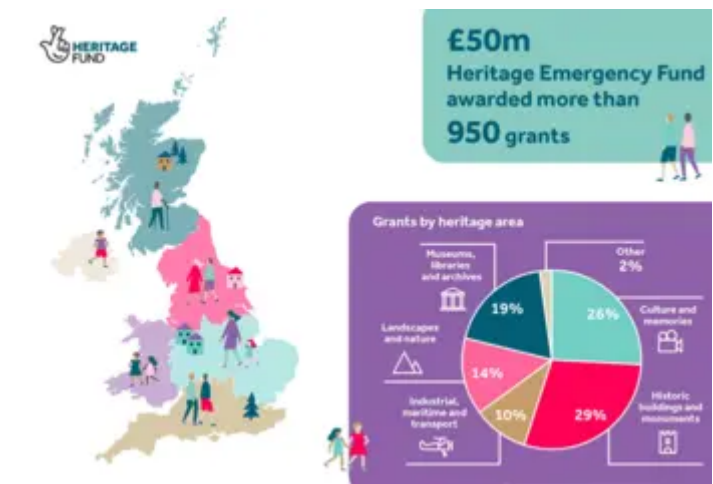 HERITAGE
FUND
£50m
Heritage Emergency Fund
awarded more than
950 grants
Grants by heritage area
Museums,
libraries
and archives
Other
2%
19%
26%
Culture and
memories
Landscapes
and nature
14%
Industrial,
maritime and
transport
10%
29%
Historic
buildings and
monuments